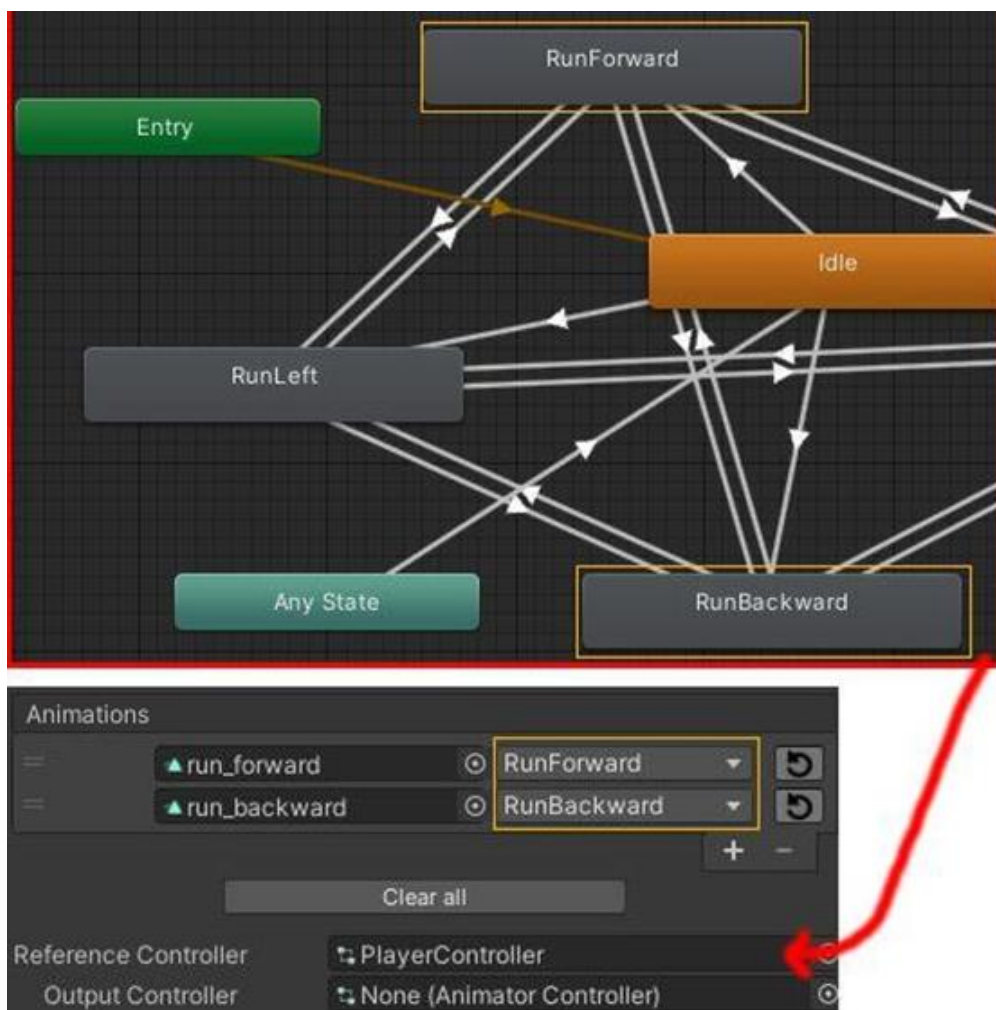 RunForward
Entry
Idle
RunLeft
Any State
RunBackward
Animations
run_forward RunForward
run_backward RunBackward
+ -
Clear all
Reference Controller PlayerController
Output Controller None (Animator Controller)